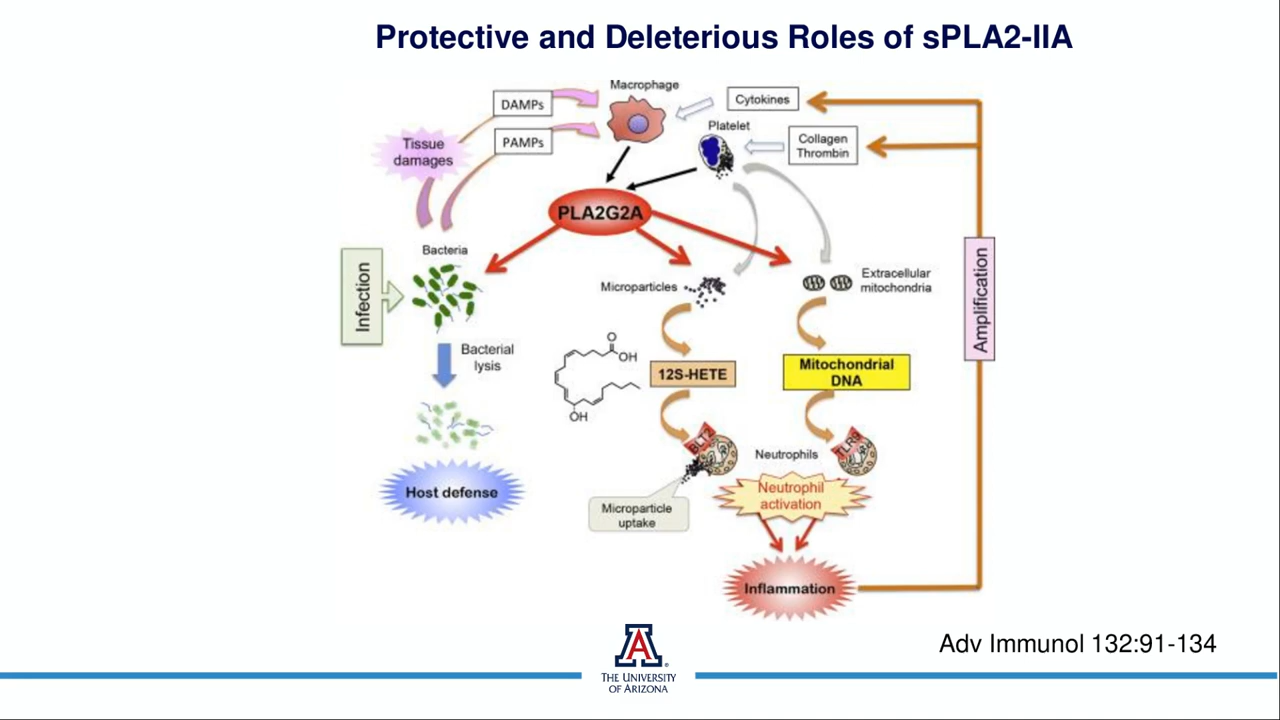 Protective and Deleterious Roles of sPLA2-IIA
Macrophage
DAMPs
Cytokines
Platelet
PAMPs
Tissue
damages
Collagen
Thrombin
PLA2G2A
Bacteria
Infection
Microparticles
Extracellular
mitochondria
Amplification
Bacterial
lysis
O
OH
OH
12S-HETE
Mitochondrial
DNA
BLT2
Neutrophils
TLR9
Host defense
Neutrophil
activation
Microparticle
uptake
Inflammation
Adv Immunol 132:91-134
A
THE UNIVERSITY
OF ARIZONA